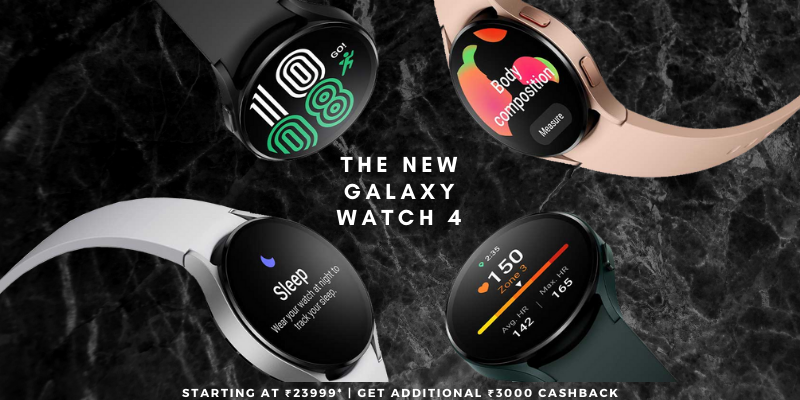 10
08
GO!
Body
composition
Measure
THE NEW
GALAXY
WATCH 4
Sleep
Wear your watch at night to
track your sleep.
2:35
150
Zone 3
Avg. HR | Max. HR
142 165
STARTING AT ₹23999* | GET ADDITIONAL ₹3000 CASHBACK